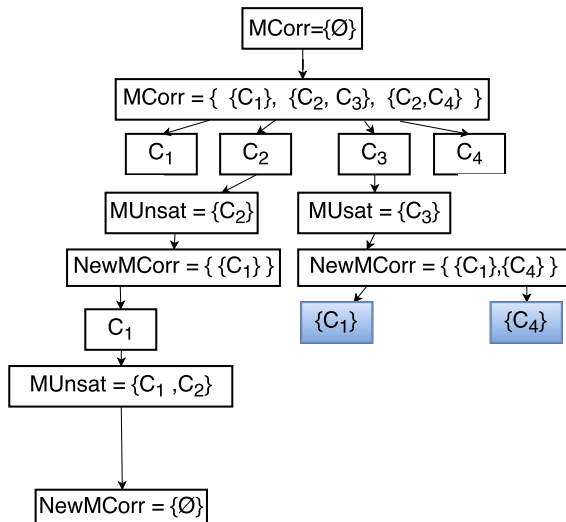 MCorr={Ø}
MCorr = { {C₁}, {C₂, C₃}, {C₂,C₄} }
C₁
C₂
C₃
C₄
MUnsat = {C₂}
MUsat = {C₃}
NewMCorr = { {C₁} }
NewMCorr = { {C₁},{C₄} }
C₁
{C₁}
{C₄}
MUnsat = {C₁ ,C₂}
NewMCorr = {Ø}